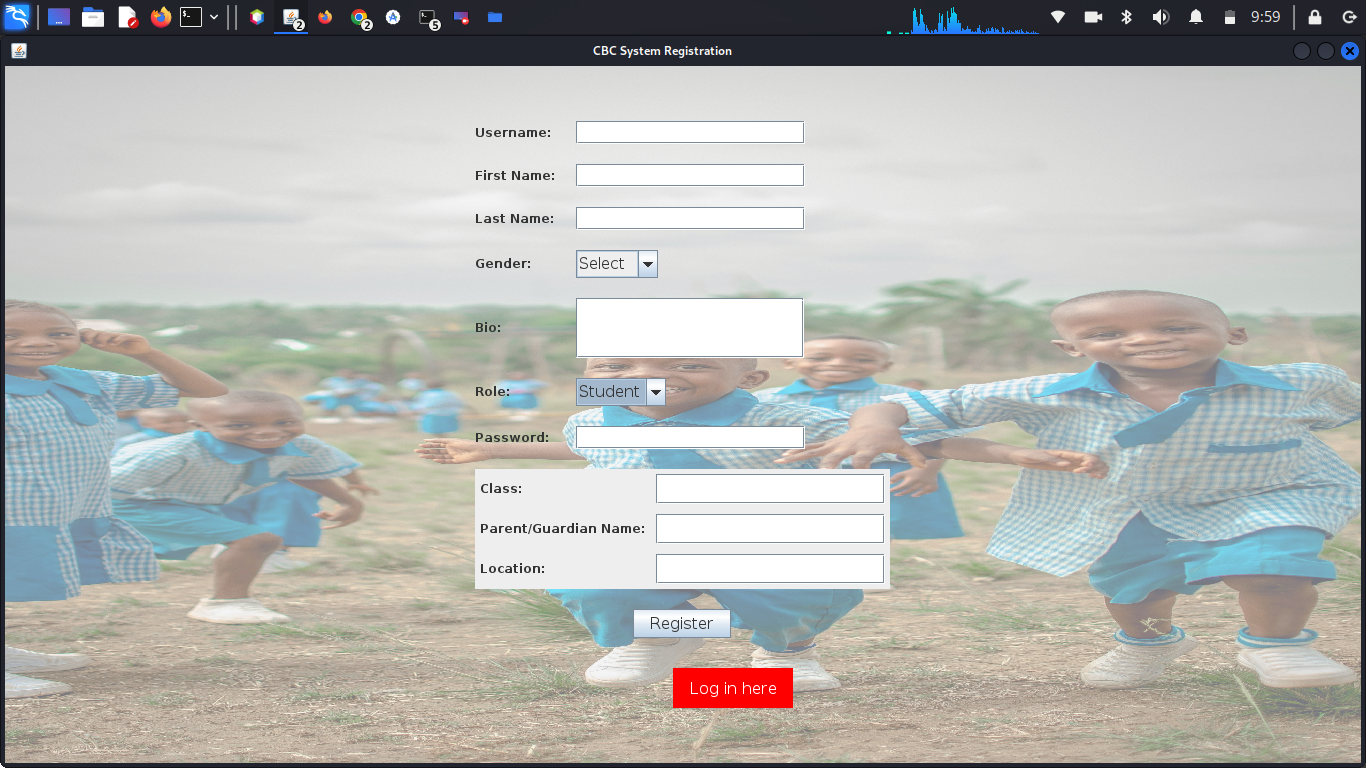 2
2
5
9:59
CBC System Registration
Username:
First Name:
Last Name:
Gender: Select
Bio:
Role: Student
Password:
Class:
Parent/Guardian Name:
Location:
Register
Log in here